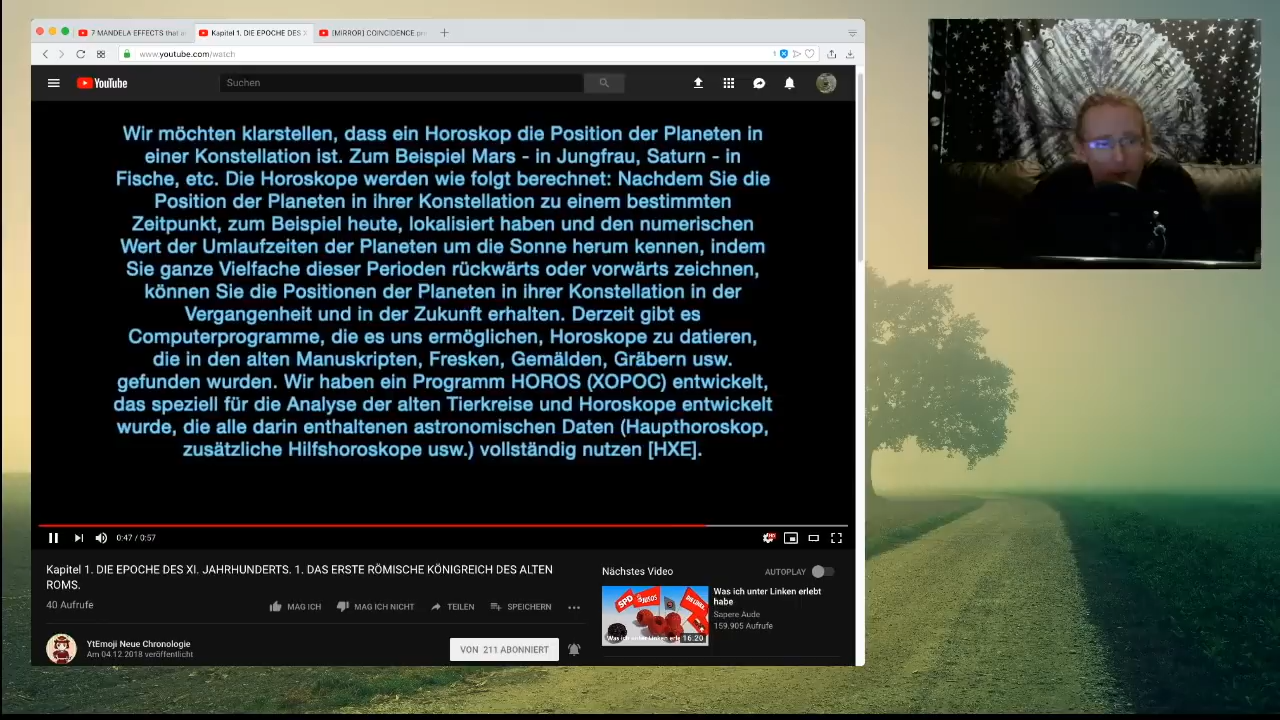 7 MANDELA EFFECTS that a
Kapitel 1. DIE EPOCHE DES X
[MIRROR] COINCIDENCE pr
www.youtube.com/watch
1
YouTube
Suchen
Wir möchten klarstellen, dass ein Horoskop die Position der Planeten in
einer Konstellation ist. Zum Beispiel Mars - in Jungfrau, Saturn - in
Fische, etc. Die Horoskope werden wie folgt berechnet: Nachdem Sie die
Position der Planeten in ihrer Konstellation zu einem bestimmten
Zeitpunkt, zum Beispiel heute, lokalisiert haben und den numerischen
Wert der Umlaufzeiten der Planeten um die Sonne herum kennen, indem
Sie ganze Vielfache dieser Perioden rückwärts oder vorwärts zeichnen,
können Sie die Positionen der Planeten in ihrer Konstellation in der
Vergangenheit und in der Zukunft erhalten. Derzeit gibt es
Computerprogramme, die es uns ermöglichen, Horoskope zu datieren,
die in den alten Manuskripten, Fresken, Gemälden, Gräbern usw.
gefunden wurden. Wir haben ein Programm HOROS (XOPOC) entwickelt,
das speziell für die Analyse der alten Tierkreise und Horoskope entwickelt
wurde, die alle darin enthaltenen astronomischen Daten (Haupthoroskop,
zusätzliche Hilfshoroskope usw.) vollständig nutzen [HXE].
0:47 / 0:57
Kapitel 1. DIE EPOCHE DES XI. JAHRHUNDERTS. 1. DAS ERSTE RÖMISCHE KÖNIGREICH DES ALTEN
ROMS.
40 Aufrufe
MAG ICH
MAG ICH NICHT
TEILEN
SPEICHERN
YtEmoji Neue Chronologie
Am 04.12.2018 veröffentlicht
VON 211 ABONNIERT
Nächstes Video
AUTOPLAY
SPD
JUSOS
DIE LINKE
Was ich unter Linken erle
16:20
Was ich unter Linken erlebt
habe
Sapere Aude
159.905 Aufrufe